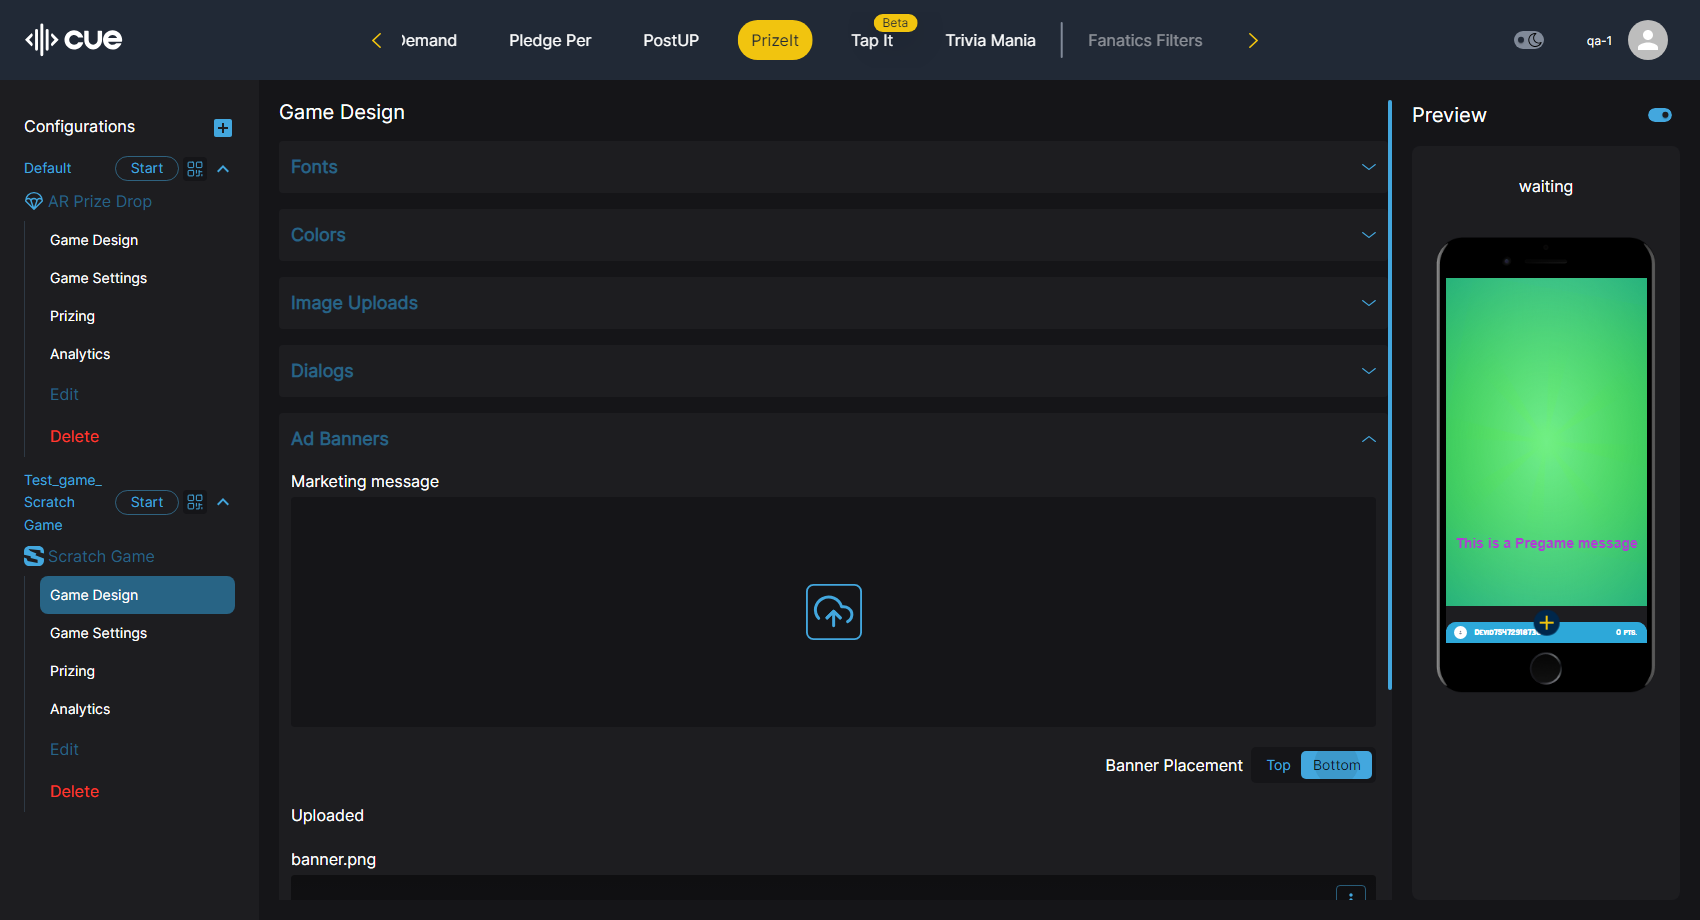 cue
Demand
Pledge Per
PostUP
PrizeIt
Beta
Tap It
Trivia Mania
Fanatics Filters
qa-1
Configurations
Default
Start
AR Prize Drop
Game Design
Game Settings
Prizing
Analytics
Edit
Delete
Test_game_
Scratch
Game
Start
Scratch Game
Game Design
Game Settings
Prizing
Analytics
Edit
Delete
Game Design
Fonts
Colors
Image Uploads
Dialogs
Ad Banners
Marketing message
Banner Placement
Top
Bottom
Uploaded
banner.png
Preview
waiting
This is a Pregame message
0 PTS.